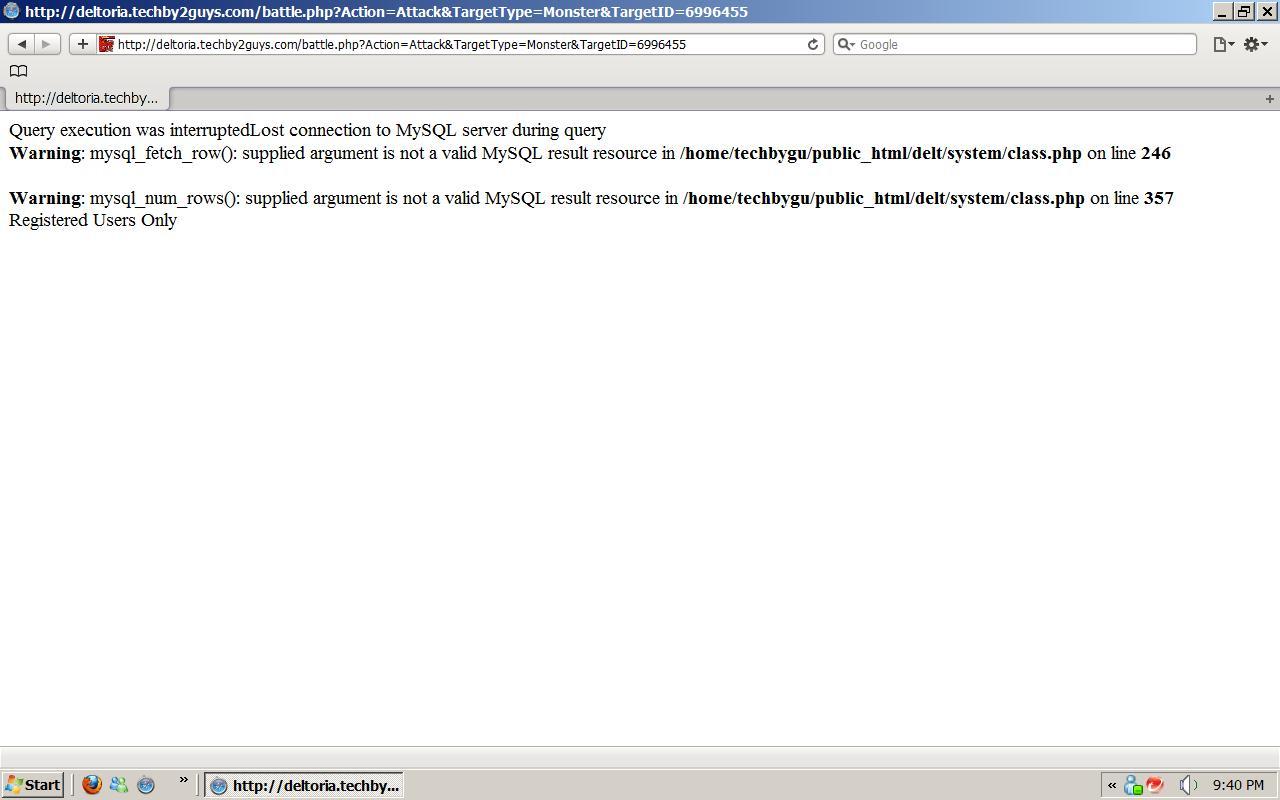 http://deltoria.techby2guys.com/battle.php?Action=Attack&TargetType=Monster&TargetID=6996455
http://deltoria.techby2guys.com/battle.php?Action=Attack&TargetType=Monster&TargetID=6996455
Google
http://deltoria.techby...
Query execution was interruptedLost connection to MySQL server during query
Warning: mysql_fetch_row(): supplied argument is not a valid MySQL result resource in /home/techbygu/public_html/delt/system/class.php on line 246
Warning: mysql_num_rows(): supplied argument is not a valid MySQL result resource in /home/techbygu/public_html/delt/system/class.php on line 357
Registered Users Only
Start
http://deltoria.techby...
9:40 PM